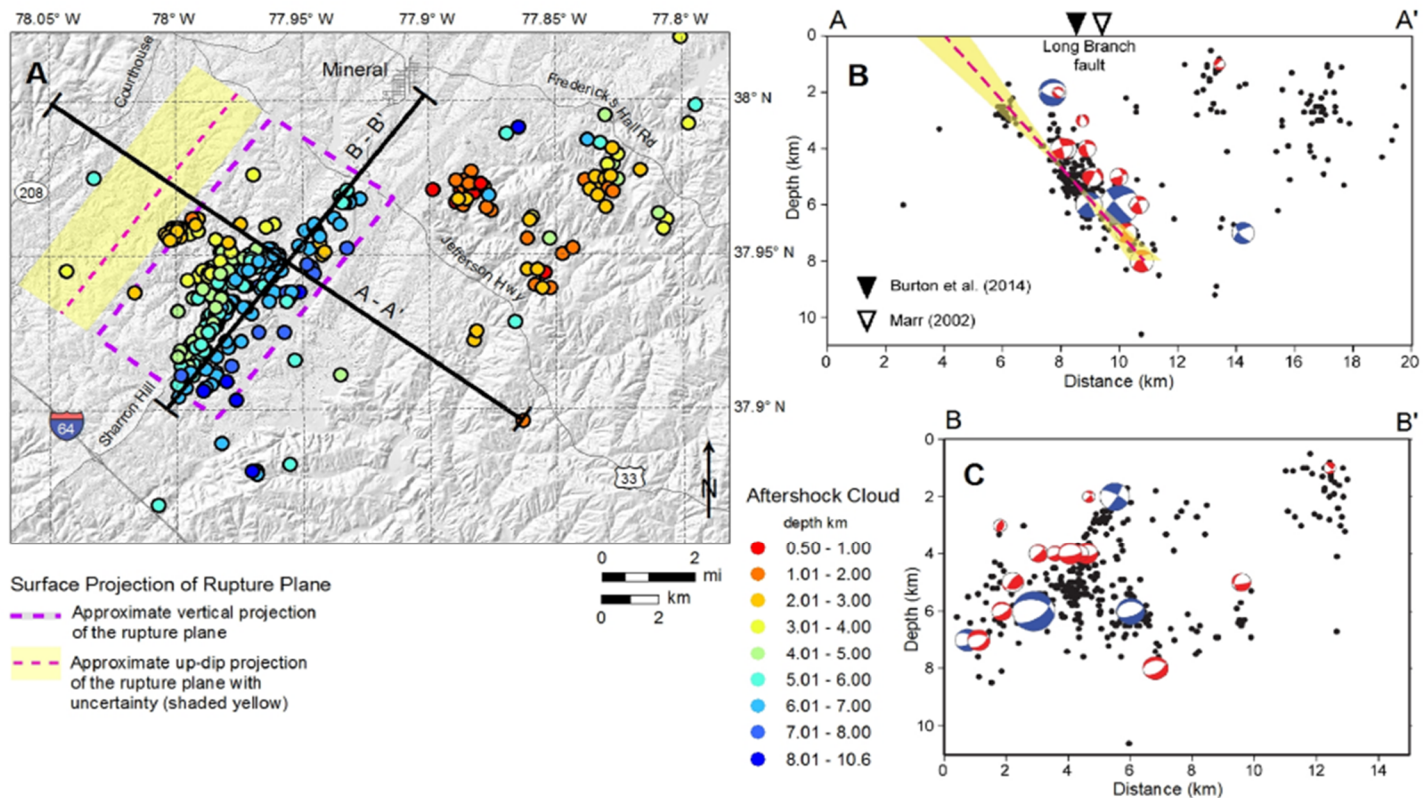 78.05° W
78° W
77.95° W
77.9° W
77.85° W
77.8° W
A
Courthouse
Mineral
Fredericks Hall Rd
38° N
B - B'
208
37.95° N
Jefferson Hwy
A - A'
37.9° N
Sharron Hill
64
33
N
0 2
mi
km
0 2
Surface Projection of Rupture Plane
Approximate vertical projection
of the rupture plane
Approximate up-dip projection
of the rupture plane with
uncertainty (shaded yellow)
Aftershock Cloud
depth km
0.50 - 1.00
1.01 - 2.00
2.01 - 3.00
3.01 - 4.00
4.01 - 5.00
5.01 - 6.00
6.01 - 7.00
7.01 - 8.00
8.01 - 10.6
A
A'
B
Long Branch
fault
0
2
4
6
8
10
Depth (km)
Burton et al. (2014)
Marr (2002)
0 2 4 6 8 10 12 14 16 18 20
Distance (km)
B
B'
C
0
2
4
6
8
10
Depth (km)
0 2 4 6 8 10 12 14
Distance (km)